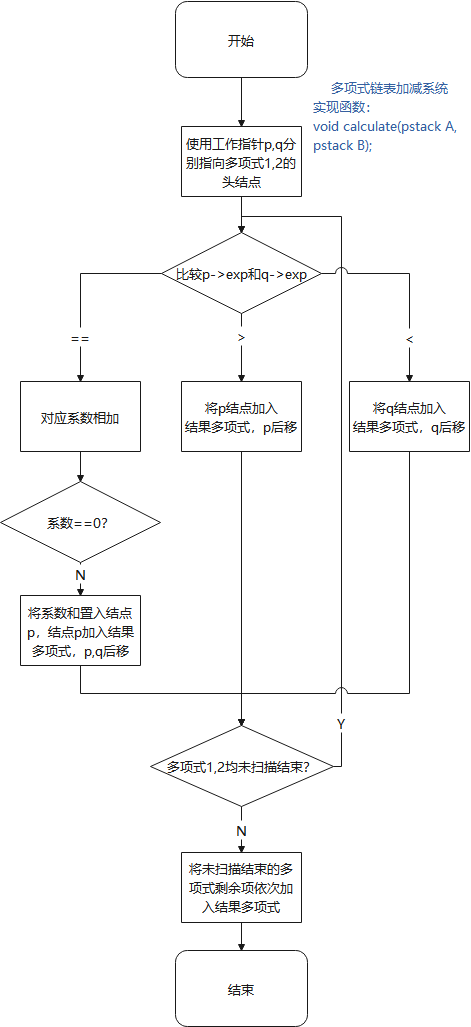 开始
多项式链表加减系统
实现函数：
void calculate(pstack A,
pstack B);
使用工作指针p,q分
别指向多项式1,2的
头结点
比较p->exp和q->exp
==
>
<
对应系数相加
将p结点加入
结果多项式，p后移
将q结点加入
结果多项式，q后移
系数==0?
N
将系数和置入结点
p，结点p加入结果
多项式，p,q后移
Y
多项式1,2均未扫描结束?
N
将未扫描结束的多
项式剩余项依次加
入结果多项式
结束